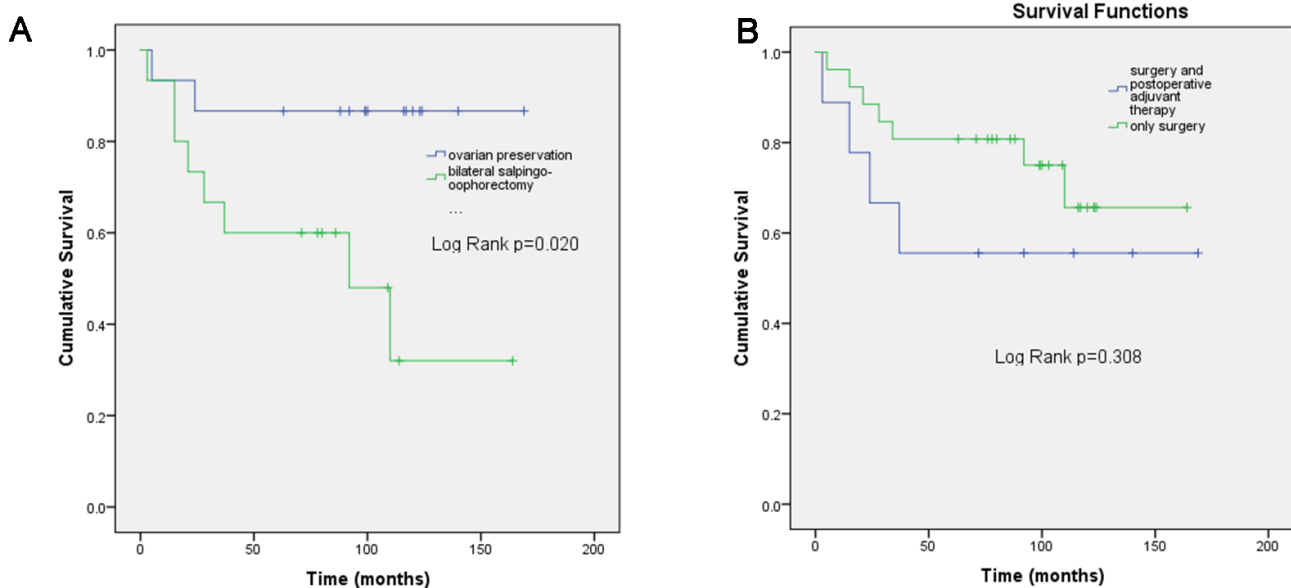 A
Cumulative Survival
1.0
0.8
0.6
0.4
0.2
0.0
ovarian preservation
bilateral salpingo-
oophorectomy
...
Log Rank p=0.020
0 50 100 150 200
Time (months)
B
Survival Functions
Cumulative Survival
1.0
0.8
0.6
0.4
0.2
0.0
surgery and
postoperative
adjuvant
therapy
only surgery
Log Rank p=0.308
0 50 100 150 200
Time (months)